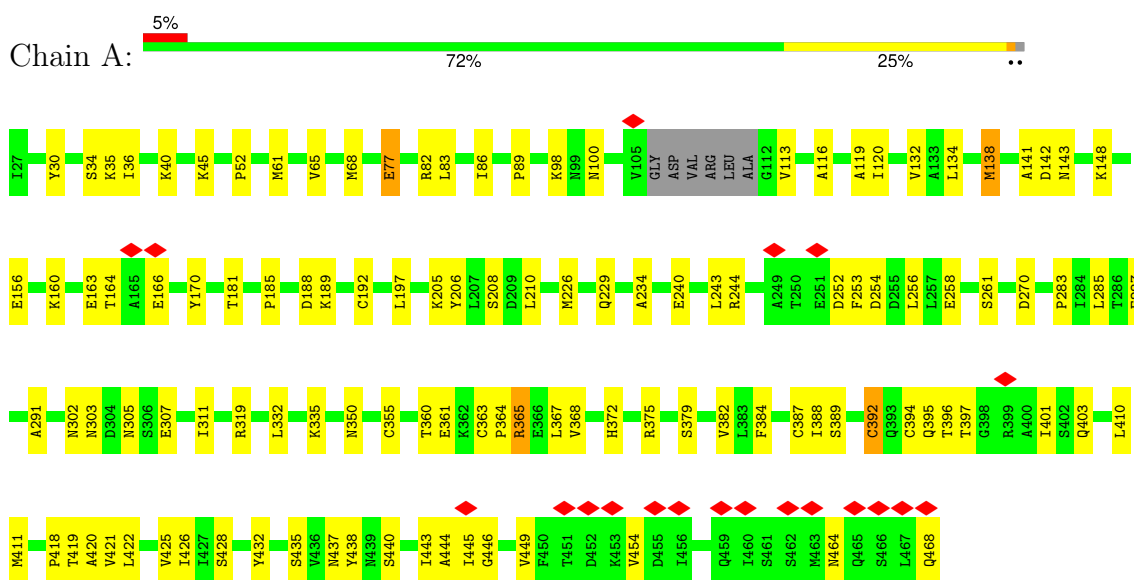 5%
Chain A:
72% 25% ••
I27 Y30 S34 K35 I36 K40 K45 P52 M61 V65 M68 E77 R82 L83 I86 P89 K98 N99 N100 V105 GLY ASP VAL ARG LEU ALA G112 V113 A116 A119 I120 V132 A133 L134 M138 A141 D142 N143 K148
E156 K160 E163 T164 A165 E166 Y170 T181 P185 D188 K189 C192 L197 K205 Y206 L207 S208 D209 L210 M226 Q229 A234 E240 L243 R244 A249 T250 E251 D252 F253 D254 D255 L256 L257 E258 S261 D270 P283 I284 L285 T286
A291 N302 N303 D304 N305 S306 E307 I311 R319 L332 K335 N350 C355 T360 E361 K362 C363 P364 R365 E366 L367 V368 H372 R375 S379 V382 L383 F384 C387 I388 S389 C392 Q393 C394 Q395 T396 T397 G398 R399 A400 I401 S402 Q403 L410
M411 P418 T419 A420 V421 L422 V425 I426 I427 S428 Y432 S435 V436 N437 Y438 N439 S440 I443 A444 I445 G446 V449 F450 T451 D452 K453 V454 D455 I456 Q459 I460 S461 S462 M463 N464 Q465 S466 L467 Q468